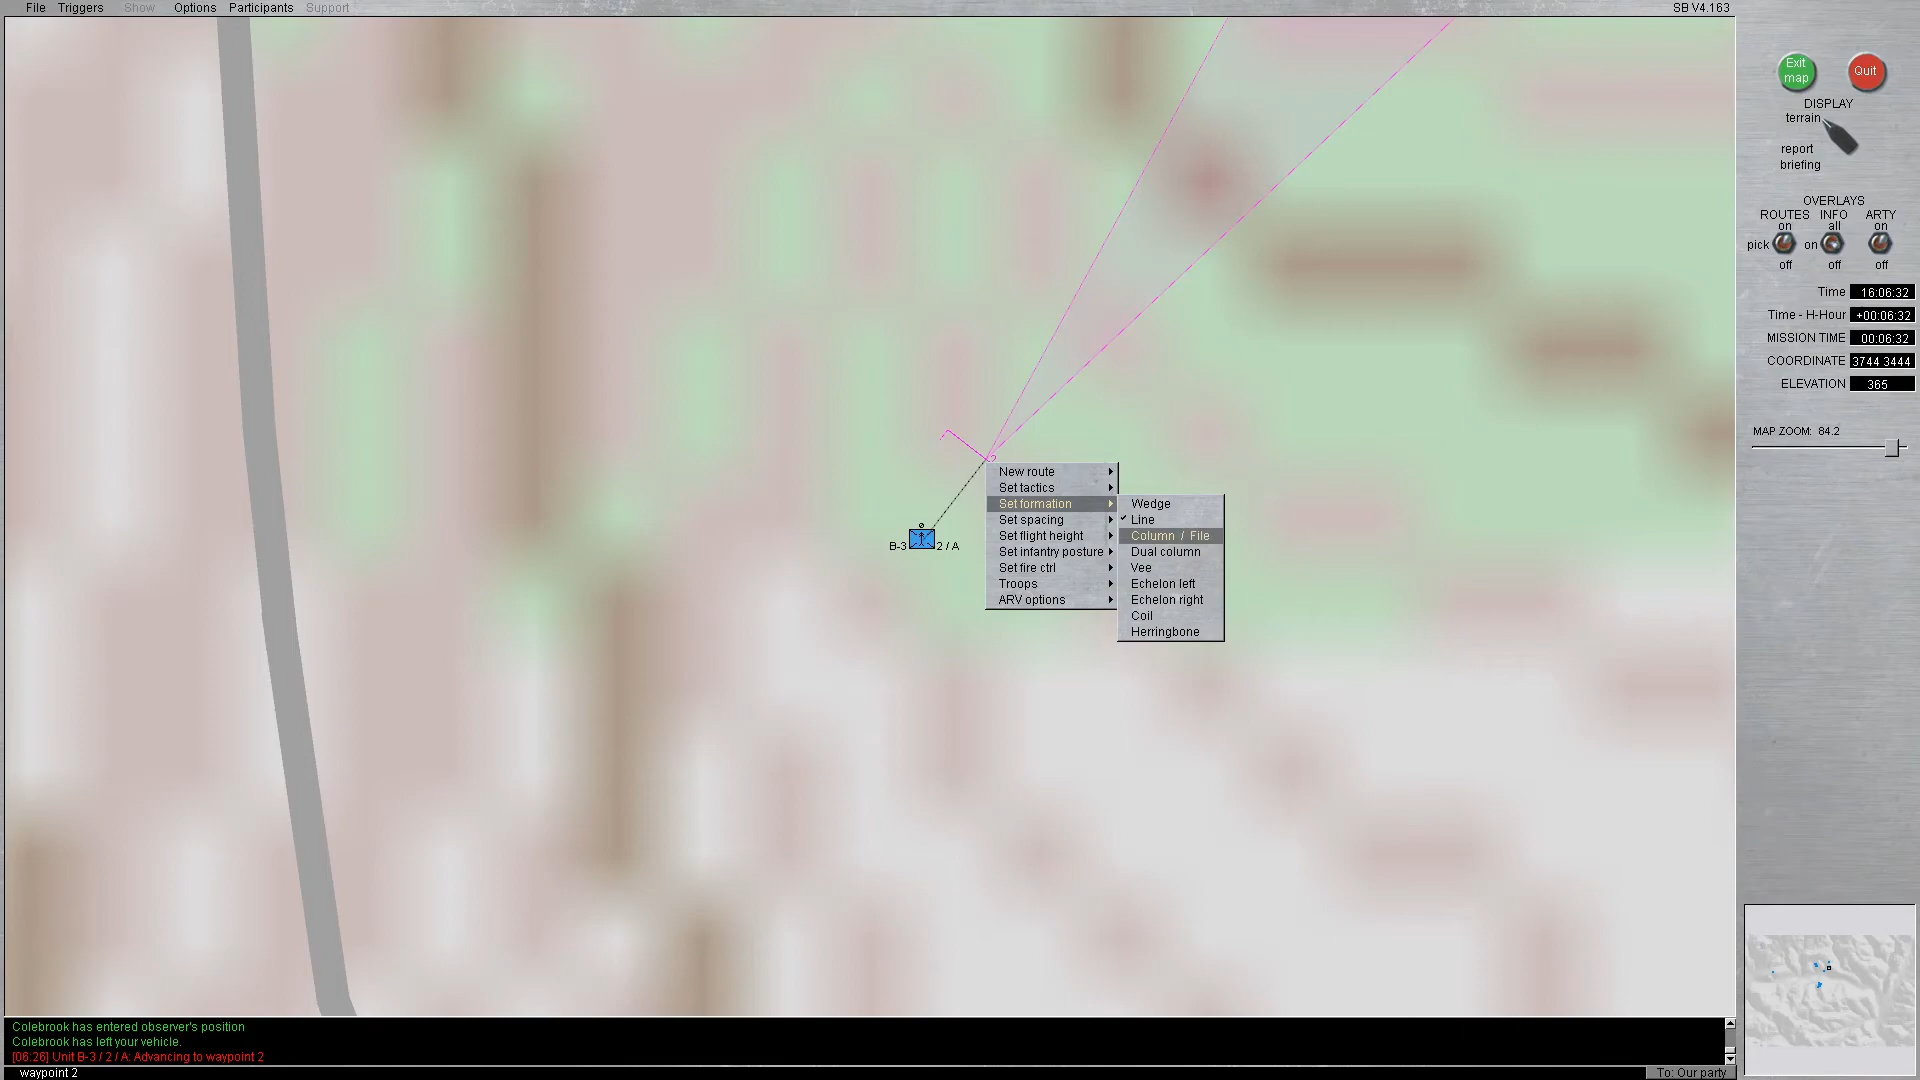 File Triggers Show Options Participants Support SB V4.163
Exit map
Quit
DISPLAY
terrain
report
briefing
OVERLAYS
ROUTES INFO ARTY
on all on
pick on
off off off
Time 16:06:32
Time - H-Hour +00:06:32
MISSION TIME 00:06:32
COORDINATE 3744 3444
ELEVATION 365
MAP ZOOM: 84.2
2
New route
Set tactics
Set formation
Set spacing
Set flight height
Set infantry posture
Set fire ctrl
Troops
ARV options
Wedge
Line
Column / File
Dual column
Vee
Echelon left
Echelon right
Coil
Herringbone
B-3 2 / A
Colebrook has entered observer's position
Colebrook has left your vehicle.
[06:26] Unit B-3 / 2 / A: Advancing to waypoint 2
waypoint 2
To: Our party